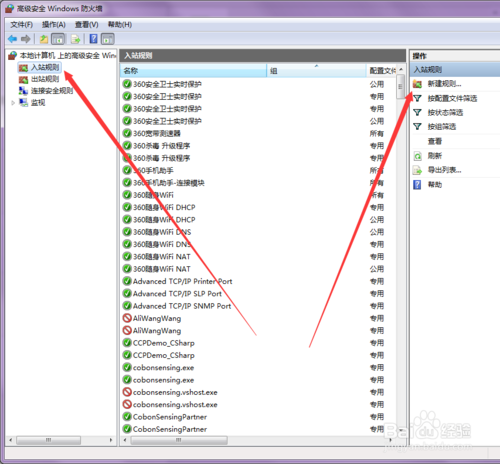 高级安全 Windows 防火墙
文件(F) 操作(A) 查看(V) 帮助(H)
本地计算机 上的高级安全 Win
入站规则
出站规则
连接安全规则
监视
入站规则
名称 组 配置文件
360安全卫士实时保护 公用
360安全卫士实时保护 专用
360安全卫士实时保护 专用
360安全卫士实时保护 公用
360宽带测速器 所有
360杀毒 升级程序 专用
360杀毒 升级程序 专用
360手机助手 所有
360手机助手-连接模块 所有
360随身WiFi 所有
360随身WiFi DHCP 专用
360随身WiFi DHCP 公用
360随身WiFi DNS 公用
360随身WiFi DNS 专用
360随身WiFi NAT 专用
360随身WiFi NAT 公用
Advanced TCP/IP Printer Port 专用
Advanced TCP/IP SLP Port 专用
Advanced TCP/IP SNMP Port 专用
AliWangWang 专用
AliWangWang 专用
CCPDemo_CSharp 专用
CCPDemo_CSharp 专用
cobonsensing.exe 专用
cobonsensing.exe 专用
cobonsensing.vshost.exe 专用
cobonsensing.vshost.exe 专用
CobonSensingPartner 专用
CobonSensingPartner 专用
操作
入站规则
新建规则...
按配置文件筛选
按状态筛选
按组筛选
查看
刷新
导出列表...
帮助
Baidu 经验